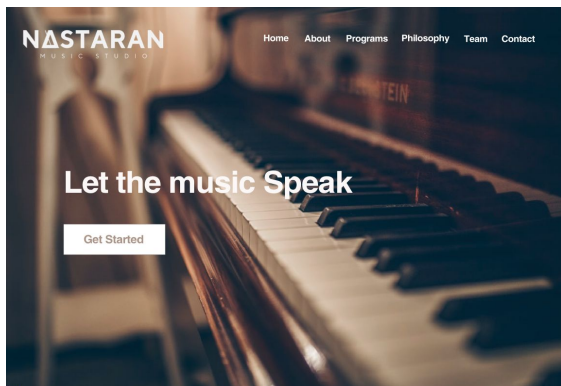 NASTARAN
MUSIC STUDIO
Home About Programs Philosophy Team Contact
Let the music Speak
Get Started